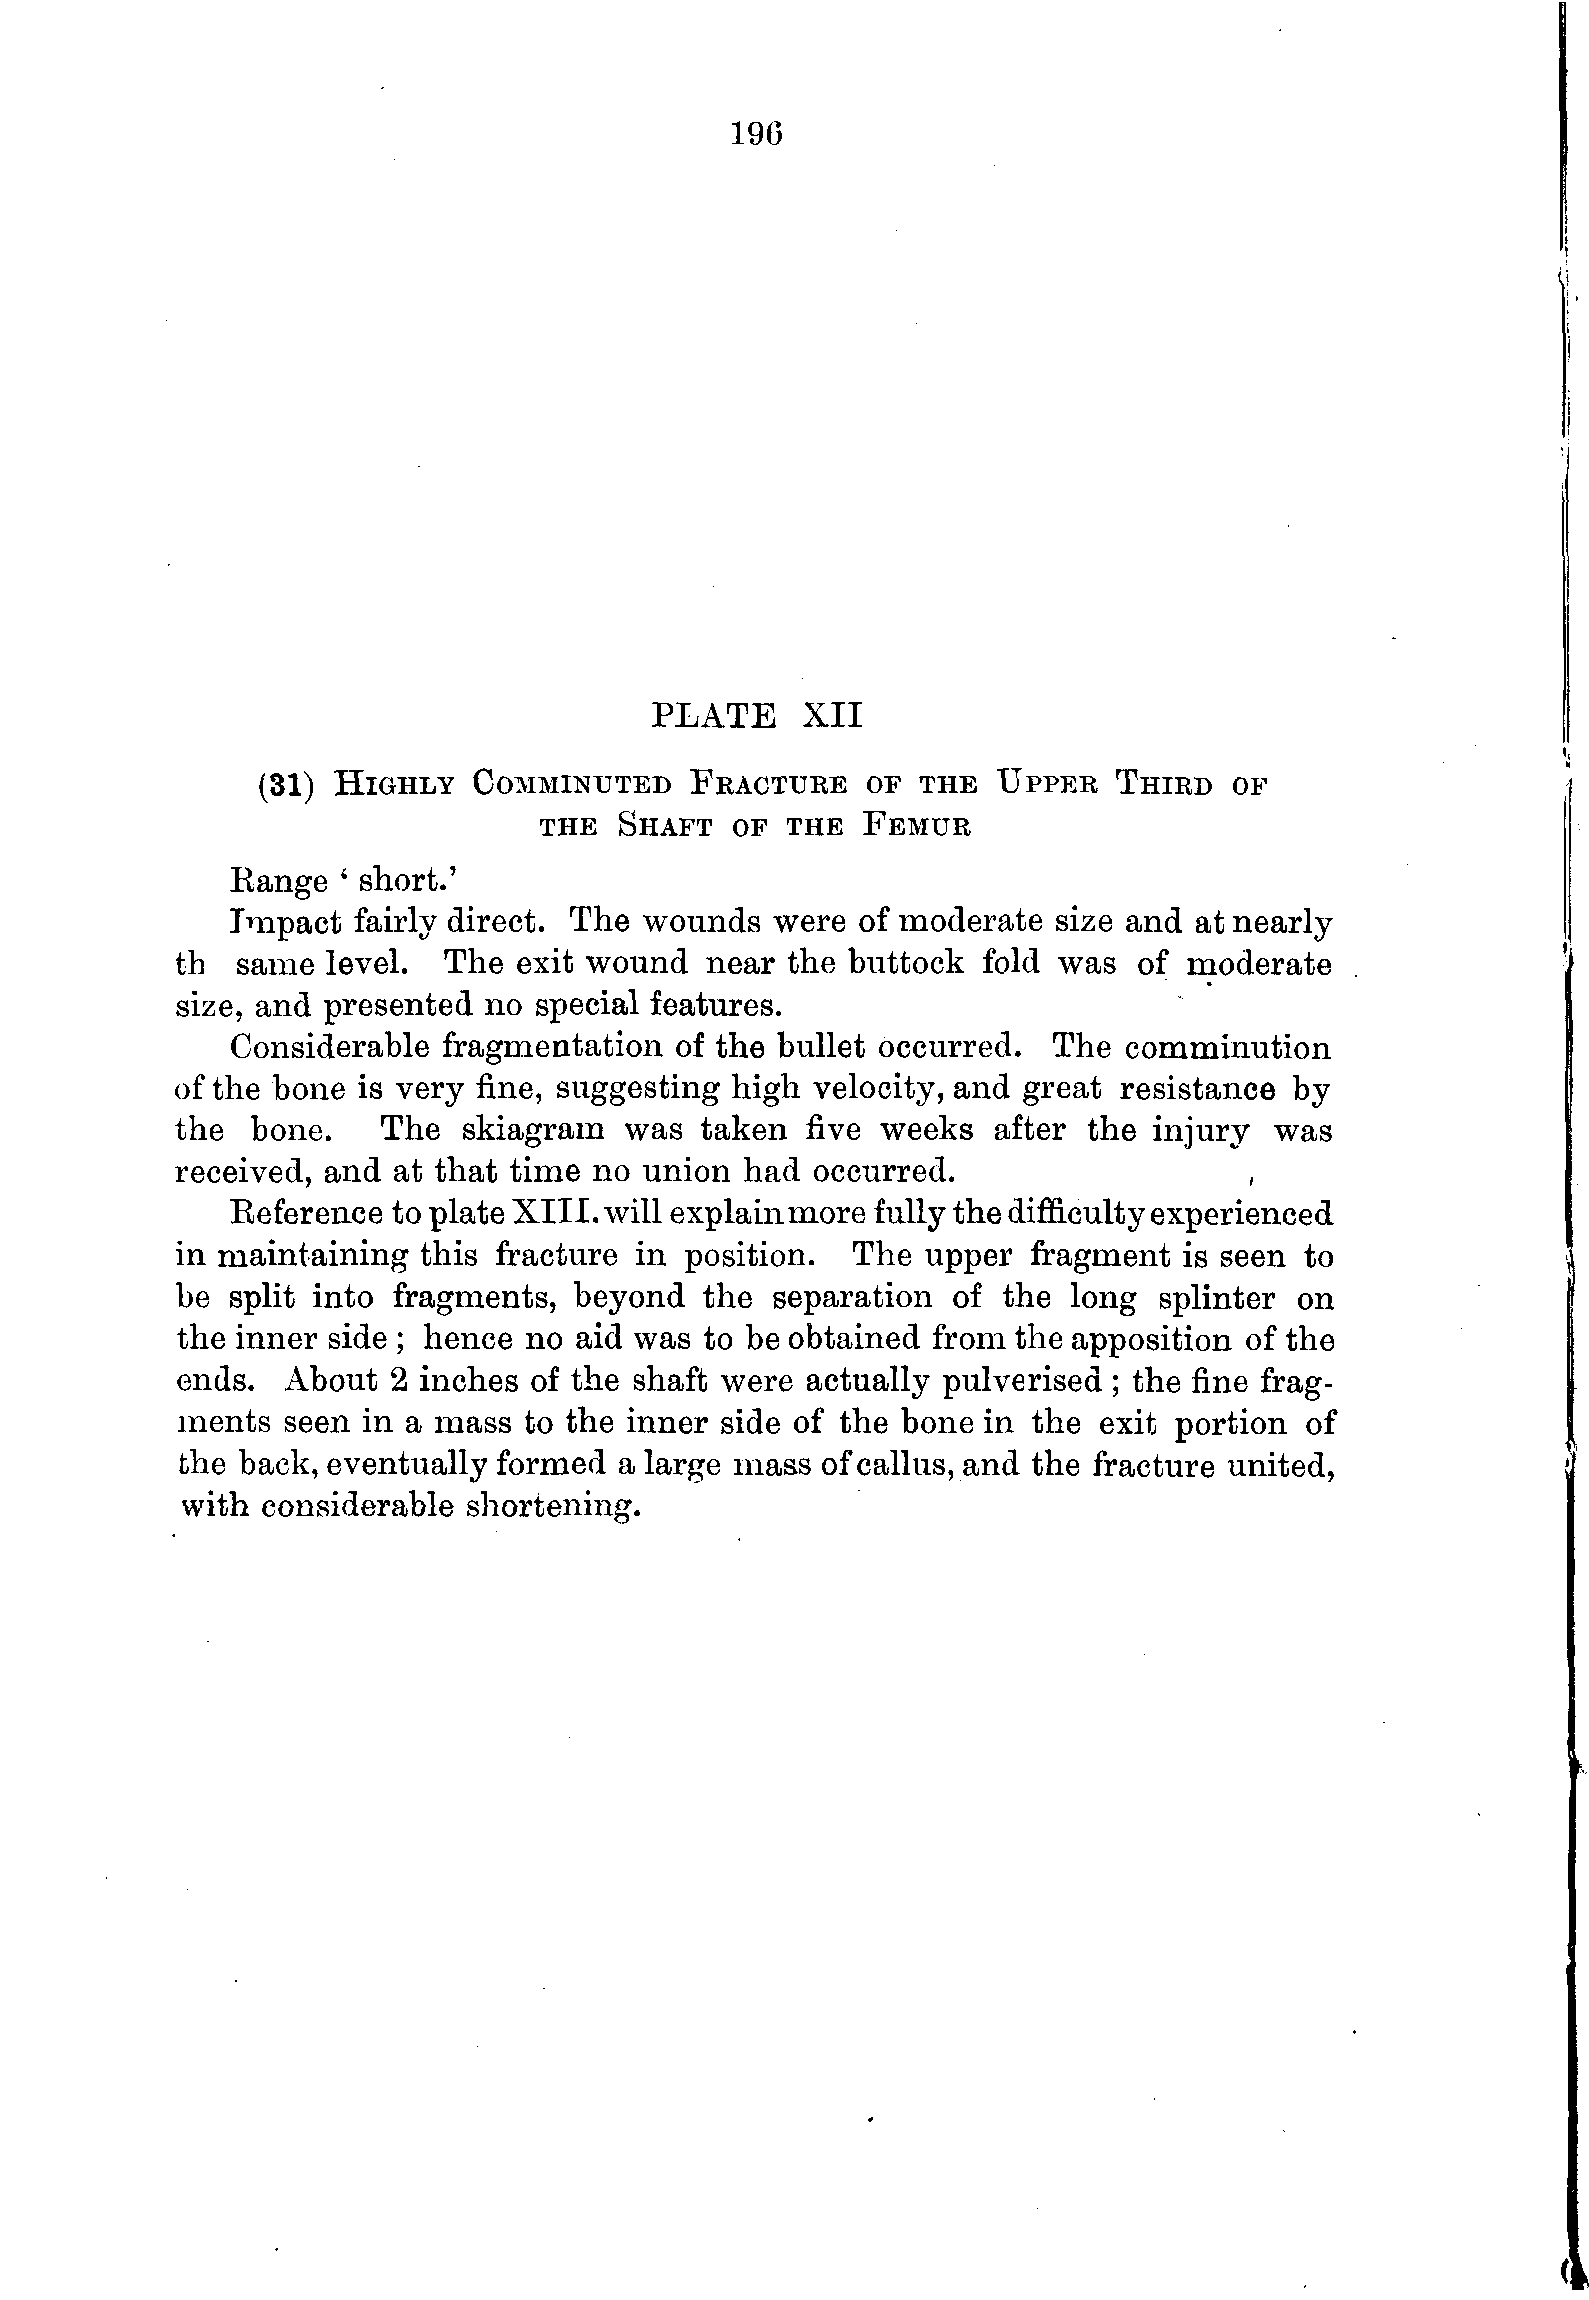 196
PLATE XII
(31) HIGHLY COMMINUTED FRACTURE OF THE UPPER THIRD OF
THE SHAFT OF THE FEMUR
Range ‘ short.’
Impact fairly direct. The wounds were of moderate size and at nearly
th same level. The exit wound near the buttock fold was of moderate
size, and presented no special features.
Considerable fragmentation of the bullet occurred. The comminution
of the bone is very fine, suggesting high velocity, and great resistance by
the bone. The skiagram was taken five weeks after the injury was
received, and at that time no union had occurred.
Reference to plate XIII. will explain more fully the difficulty experienced
in maintaining this fracture in position. The upper fragment is seen to
be split into fragments, beyond the separation of the long splinter on
the inner side ; hence no aid was to be obtained from the apposition of the
ends. About 2 inches of the shaft were actually pulverised ; the fine frag-
ments seen in a mass to the inner side of the bone in the exit portion of
the back, eventually formed a large mass of callus, and the fracture united,
with considerable shortening.